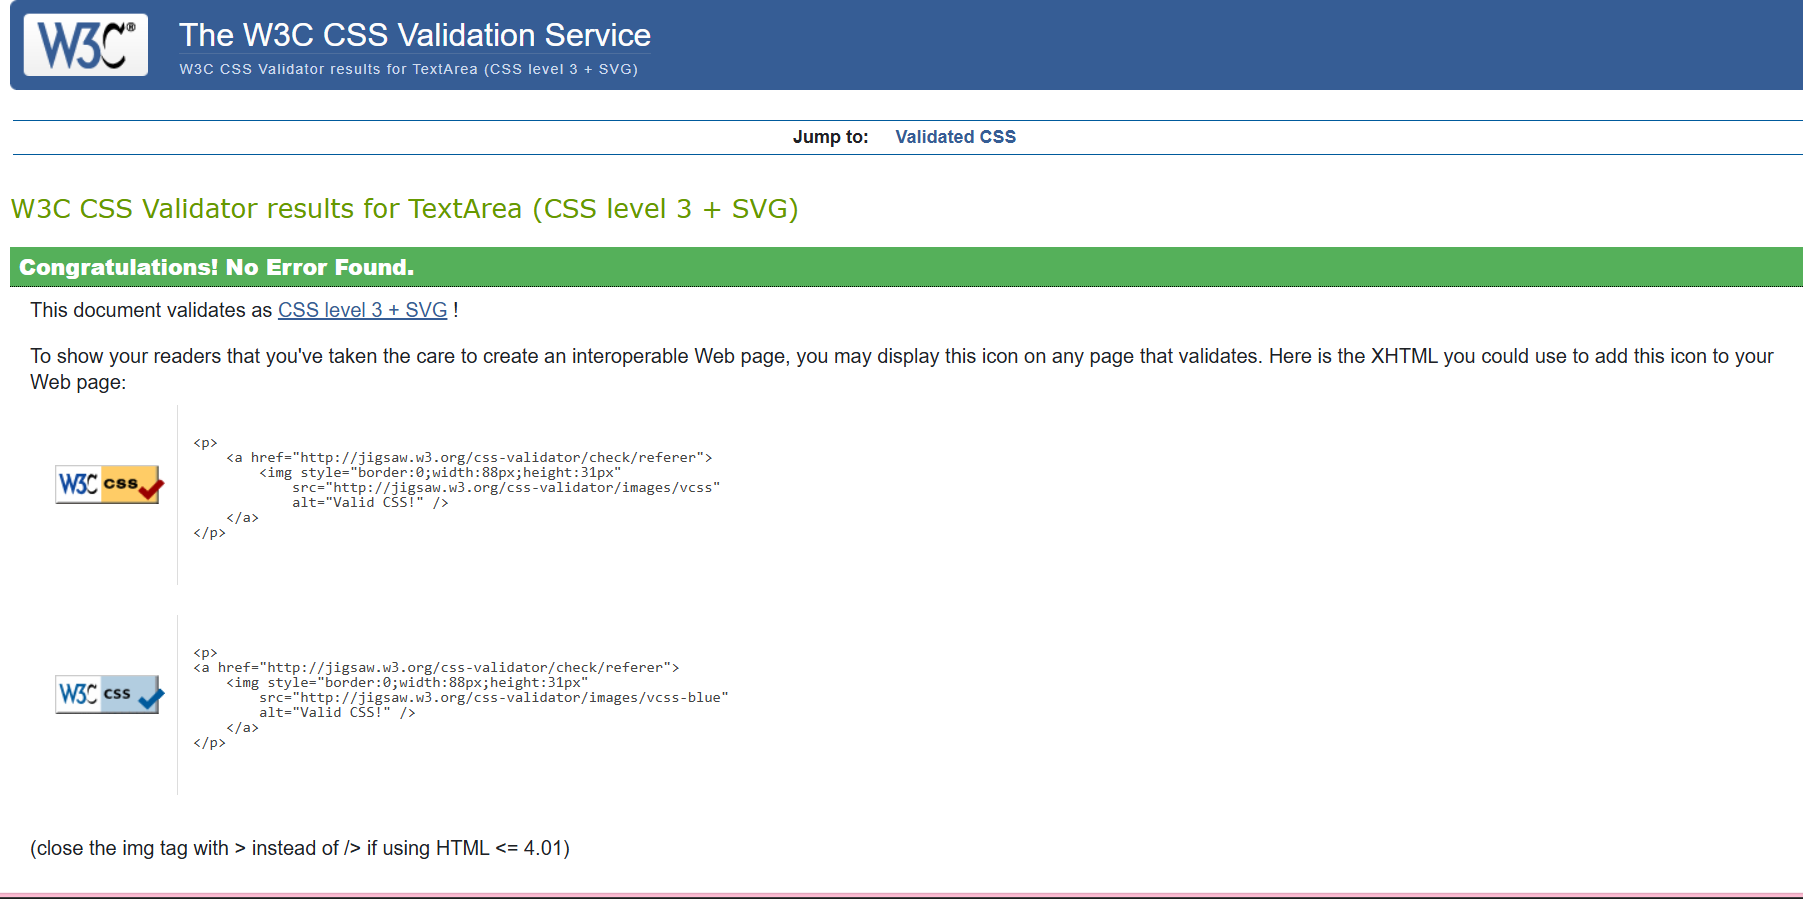 W3C®
The W3C CSS Validation Service
W3C CSS Validator results for TextArea (CSS level 3 + SVG)
Jump to: Validated CSS
W3C CSS Validator results for TextArea (CSS level 3 + SVG)
Congratulations! No Error Found.
This document validates as CSS level 3 + SVG !
To show your readers that you've taken the care to create an interoperable Web page, you may display this icon on any page that validates. Here is the XHTML you could use to add this icon to your
Web page:
W3C css
<p>
    <a href="http://jigsaw.w3.org/css-validator/check/referer">
        <img style="border:0;width:88px;height:31px"
            src="http://jigsaw.w3.org/css-validator/images/vcss"
            alt="Valid CSS!" />
    </a>
</p>
W3C css
<p>
<a href="http://jigsaw.w3.org/css-validator/check/referer">
    <img style="border:0;width:88px;height:31px"
        src="http://jigsaw.w3.org/css-validator/images/vcss-blue"
        alt="Valid CSS!" />
    </a>
</p>
(close the img tag with > instead of /> if using HTML <= 4.01)